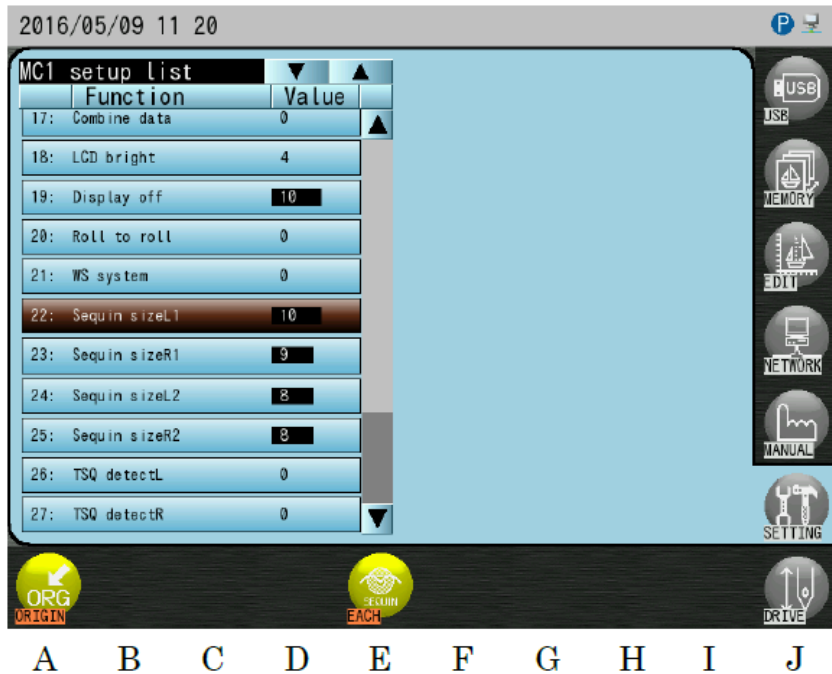 2016/05/09 11 20
P
MC1 setup list ▼ ▲
Function Value
17: Combine data 0
18: LCD bright 4
19: Display off 10
20: Roll to roll 0
21: WS system 0
22: Sequin sizeL1 10
23: Sequin sizeR1 9
24: Sequin sizeL2 8
25: Sequin sizeR2 8
26: TSQ detectL 0
27: TSQ detectR 0
USB
USB
MEMORY
EDIT
NETWORK
MANUAL
SETTING
ORG
ORIGIN
SEQUIN
EACH
DRIVE
A B C D E F G H I J